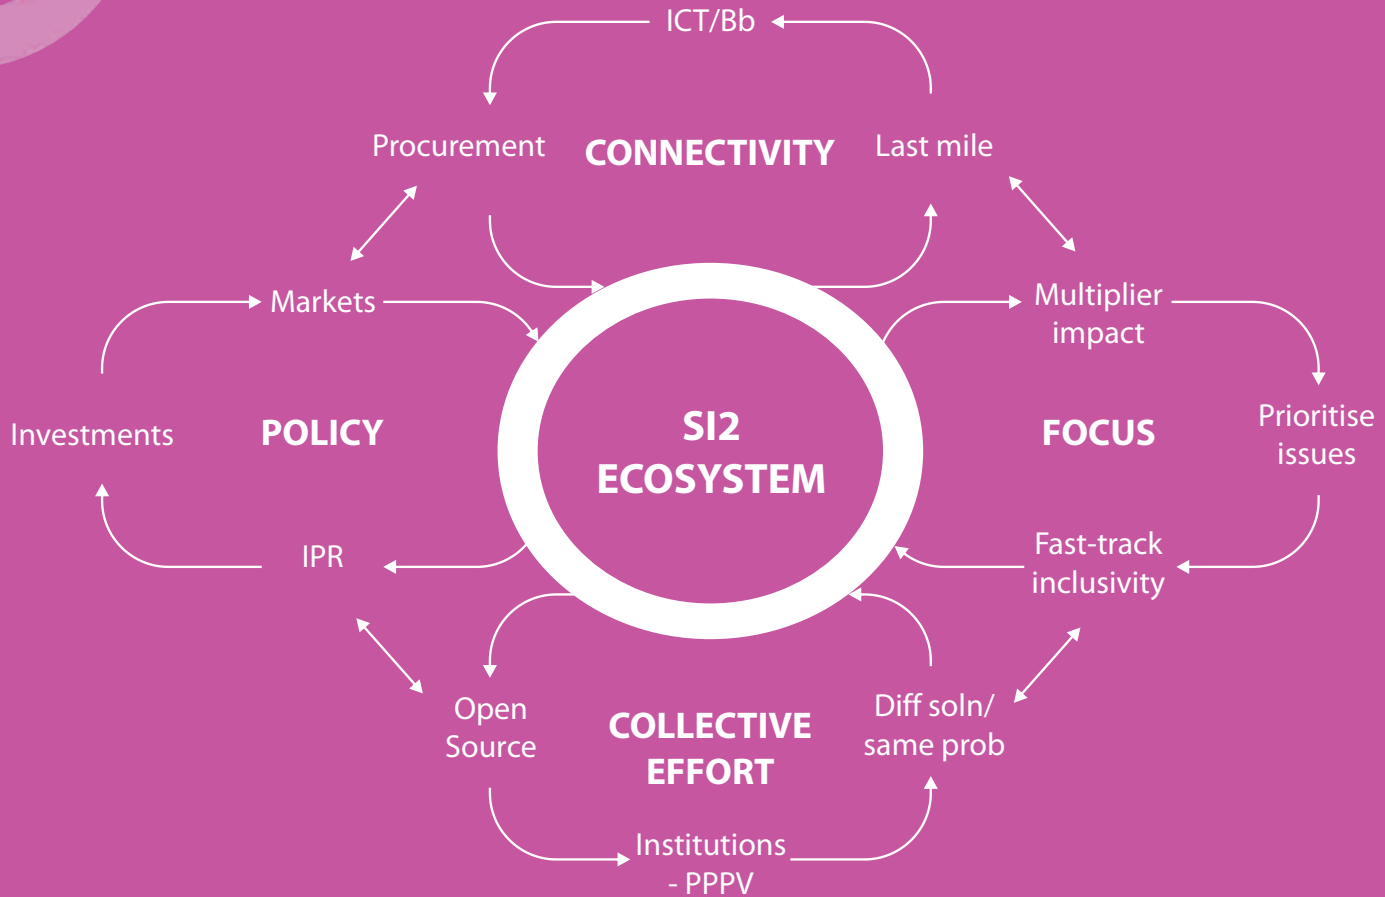 ICT/Bb
Procurement
CONNECTIVITY
Last mile
Markets
Multiplier
impact
Investments
POLICY
SI2
ECOSYSTEM
FOCUS
Prioritise
issues
IPR
Fast-track
inclusivity
Open
Source
COLLECTIVE
EFFORT
Diff soln/
same prob
Institutions
- PPPV